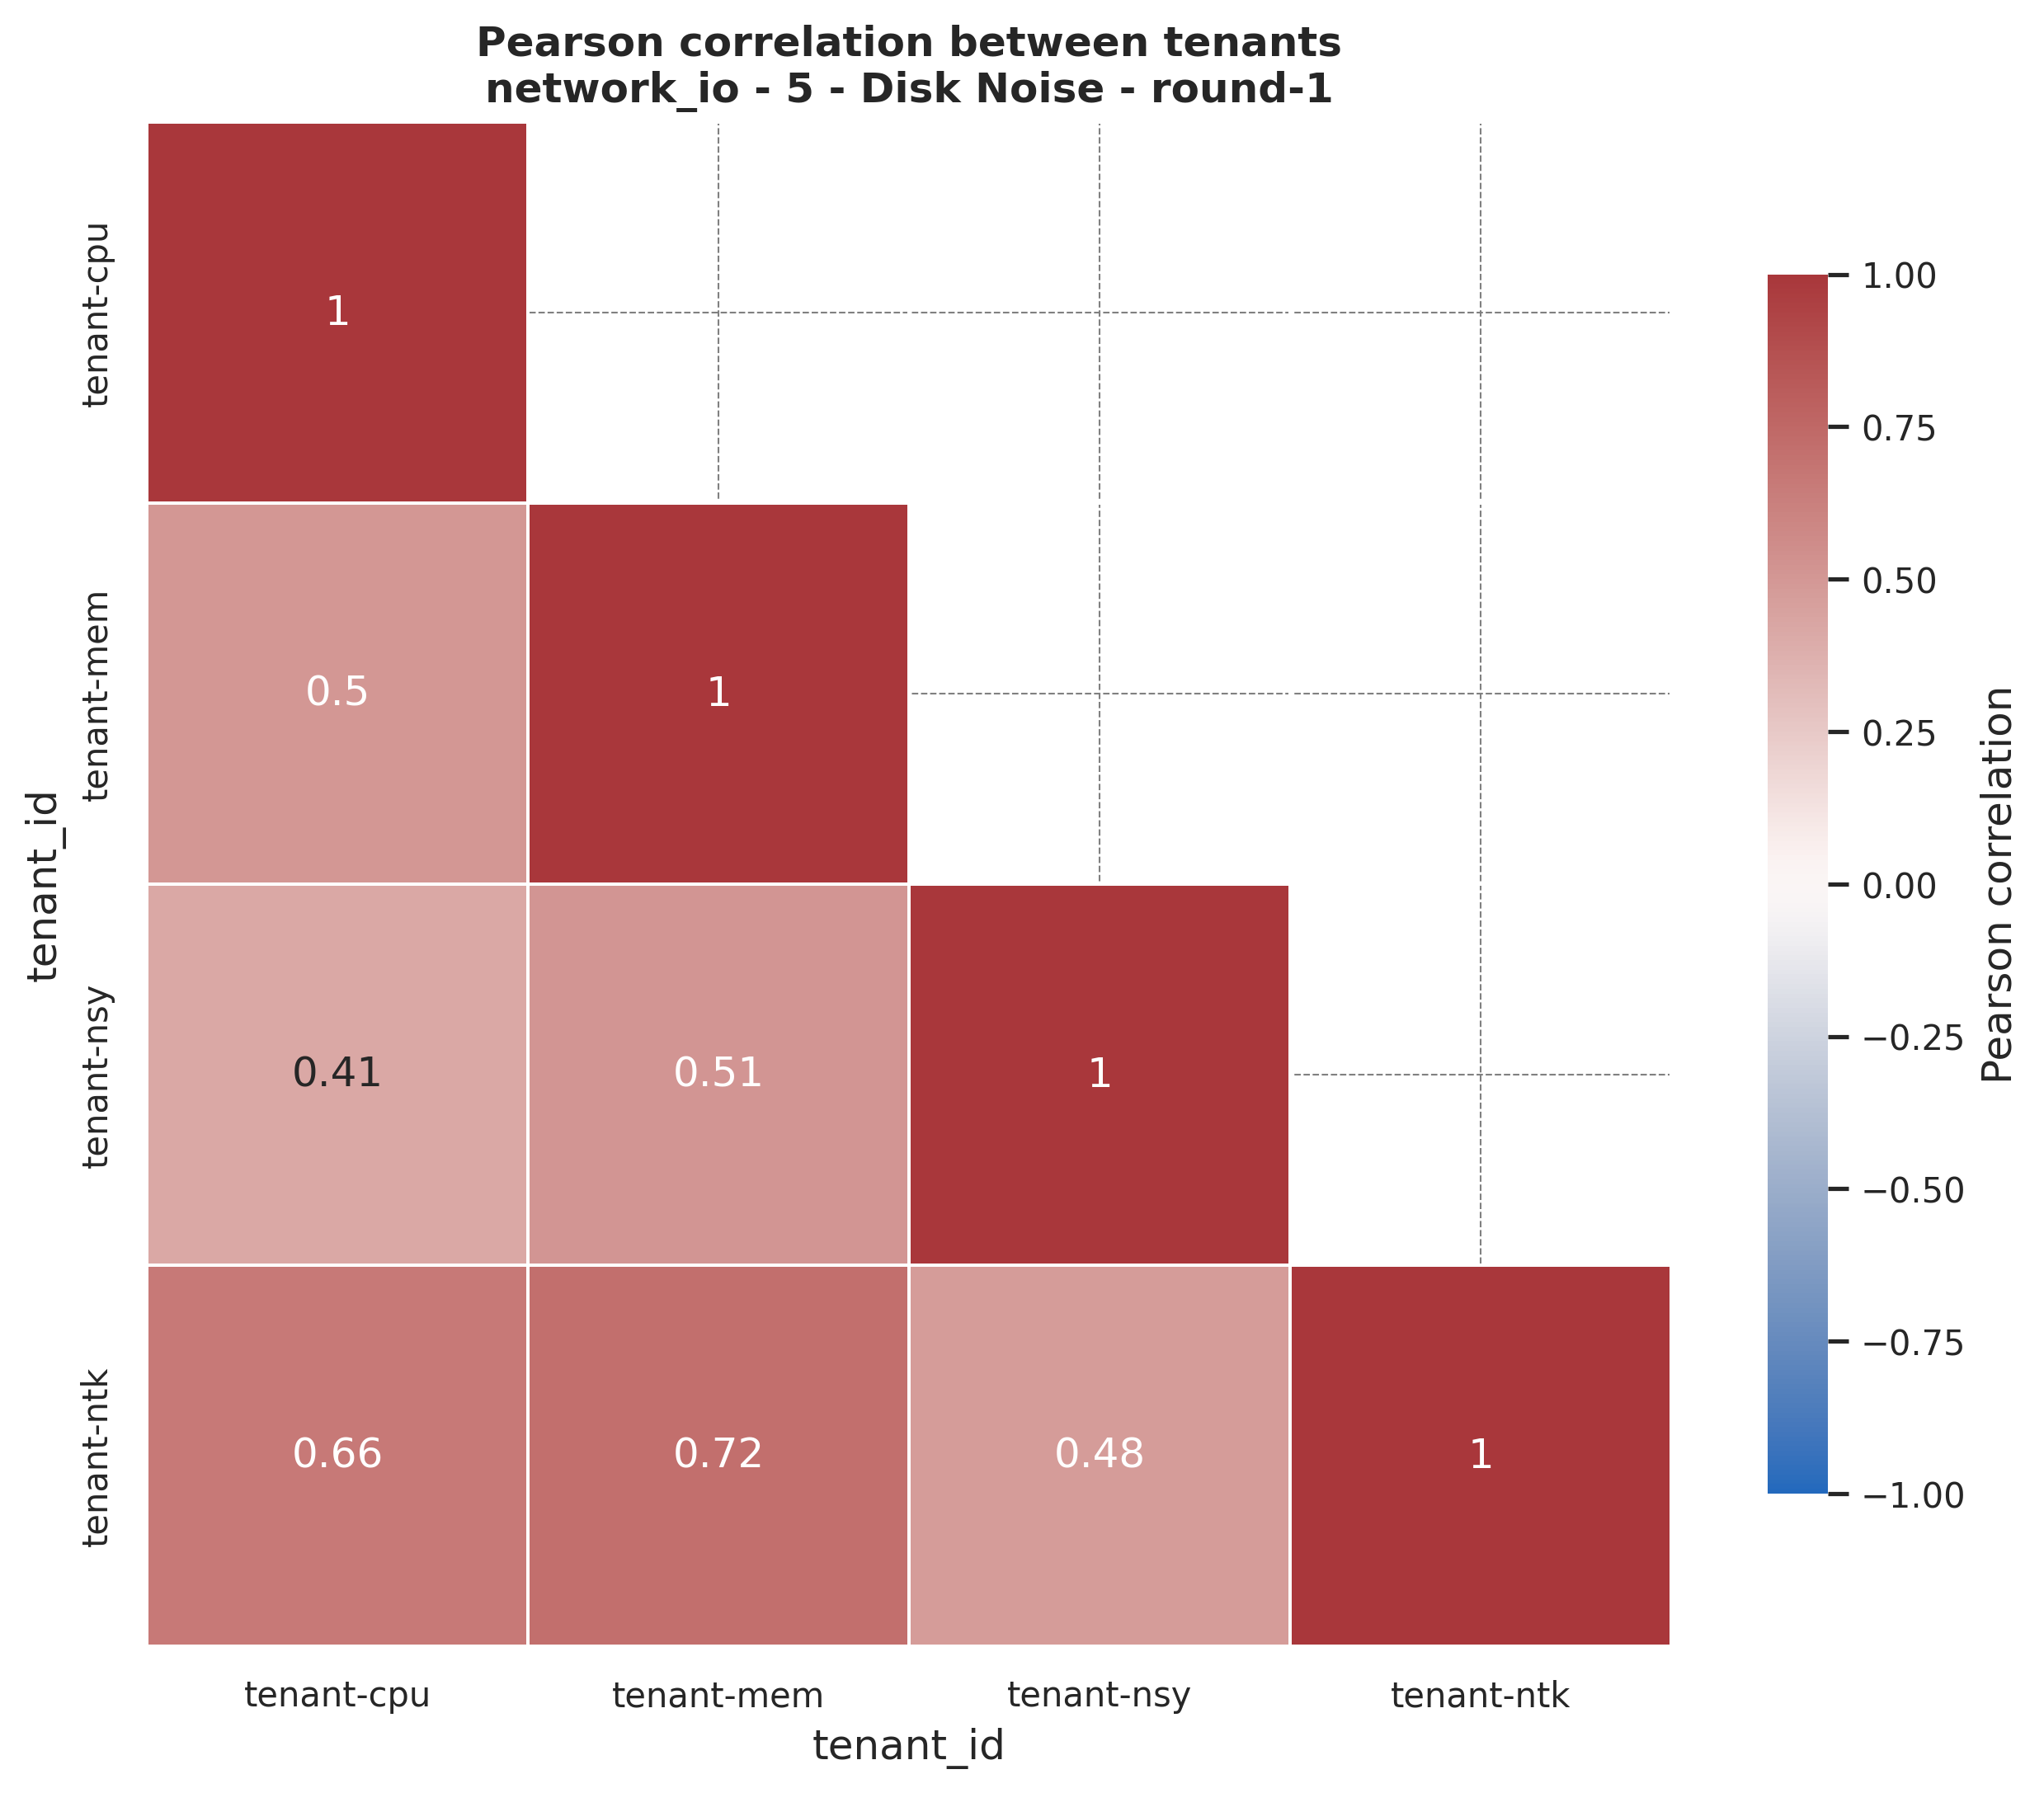 Pearson correlation between tenants
network_io - 5 - Disk Noise - round-1
tenant_id
tenant-cpu
1
tenant-mem
0.5
1
tenant-nsy
0.41
0.51
1
tenant-ntk
0.66
0.72
0.48
1
tenant-cpu
tenant-mem
tenant-nsy
tenant-ntk
tenant_id
1.00
0.75
0.50
0.25
0.00
−0.25
−0.50
−0.75
−1.00
Pearson correlation